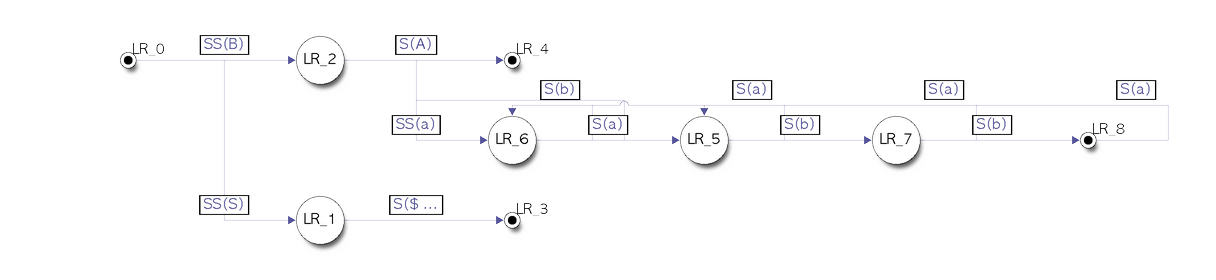 LR_0
SS(B)
LR_2
S(A)
LR_4
S(b)
S(a)
S(a)
S(a)
SS(a)
LR_6
S(a)
LR_5
S(b)
LR_7
S(b)
LR_8
SS(S)
LR_1
S($ ...
LR_3